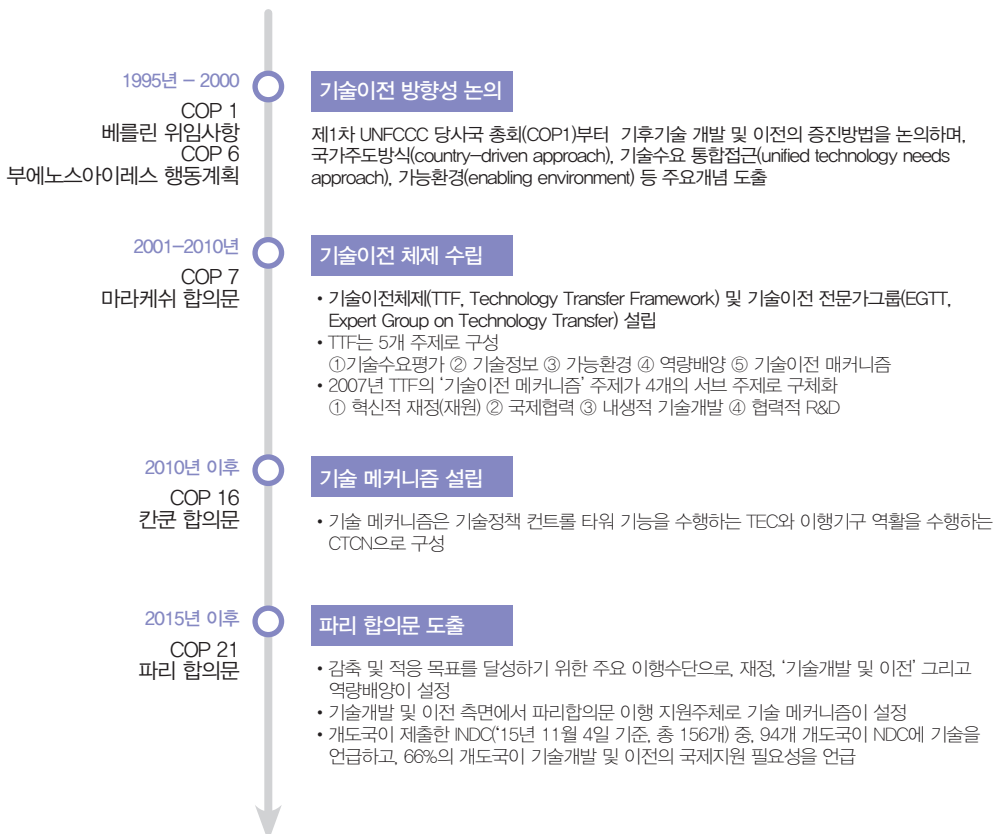 1995년 – 2000
COP 1
베를린 위임사항
COP 6
부에노스아이레스 행동계획
기술이전 방향성 논의
제1차 UNFCCC 당사국 총회(COP1)부터 기후기술 개발 및 이전의 증진방법을 논의하며,
국가주도방식(country–driven approach), 기술수요 통합접근(unified technology needs
approach), 가능환경(enabling environment) 등 주요개념 도출
2001–2010년
COP 7
마라케쉬 합의문
기술이전 체제 수립
• 기술이전체제(TTF, Technology Transfer Framework) 및 기술이전 전문가그룹(EGTT,
Expert Group on Technology Transfer) 설립
• TTF는 5개 주제로 구성
①기술수요평가 ② 기술정보 ③ 가능환경 ④ 역량배양 ⑤ 기술이전 매커니즘
• 2007년 TTF의 ‘기술이전 메커니즘’ 주제가 4개의 서브 주제로 구체화
① 혁신적 재정(재원) ② 국제협력 ③ 내생적 기술개발 ④ 협력적 R&D
2010년 이후
COP 16
칸쿤 합의문
기술 메커니즘 설립
• 기술 메커니즘은 기술정책 컨트롤 타워 기능을 수행하는 TEC와 이행기구 역활을 수행하는
CTCN으로 구성
2015년 이후
COP 21
파리 합의문
파리 합의문 도출
• 감축 및 적응 목표를 달성하기 위한 주요 이행수단으로, 재정, ‘기술개발 및 이전’ 그리고
역량배양이 설정
• 기술개발 및 이전 측면에서 파리합의문 이행 지원주체로 기술 메커니즘이 설정
• 개도국이 제출한 INDC(‘15년 11월 4일 기준, 총 156개) 중, 94개 개도국이 NDC에 기술을
언급하고, 66%의 개도국이 기술개발 및 이전의 국제지원 필요성을 언급